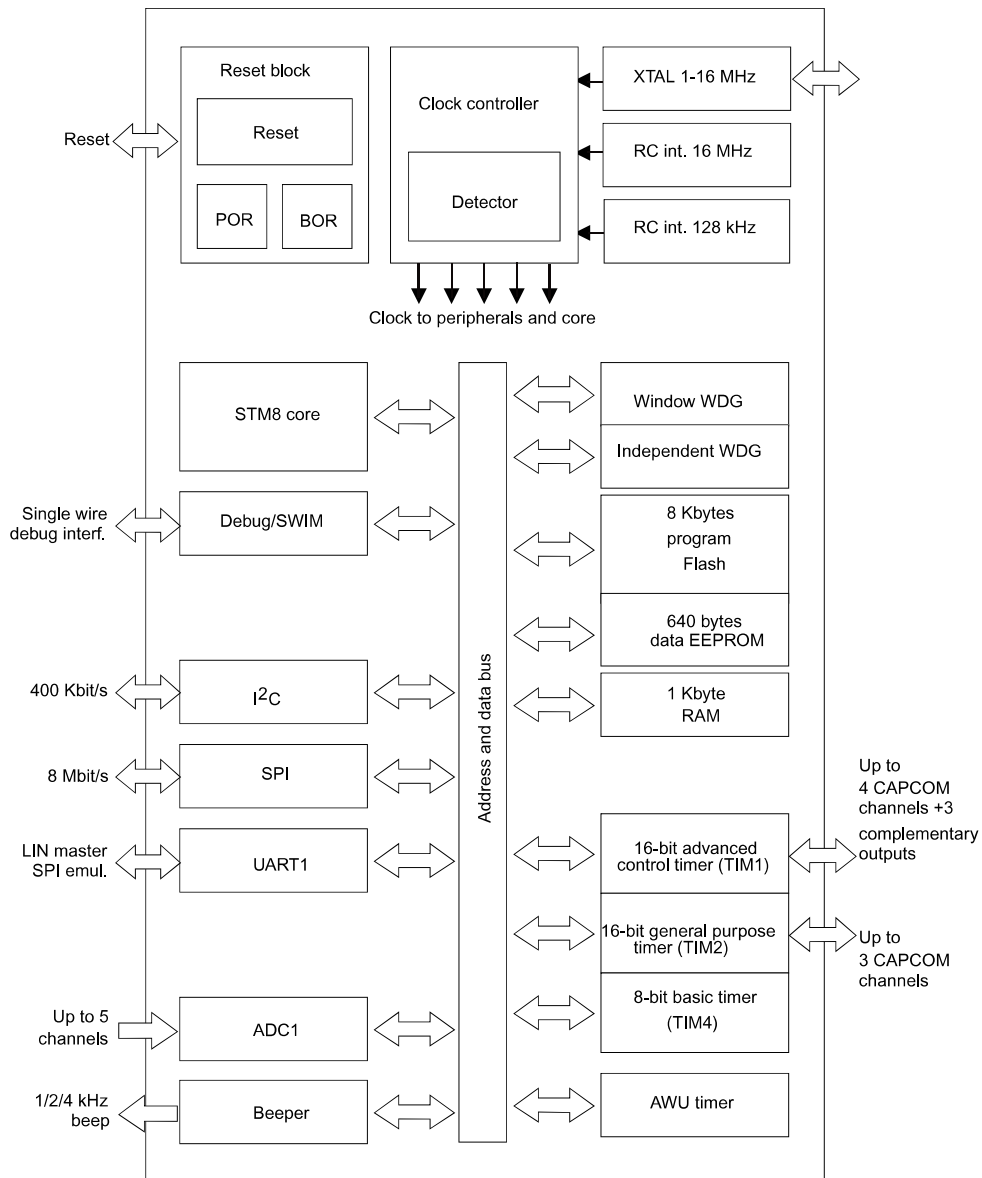 Reset block
Reset
POR
BOR
Reset
Clock controller
Detector
XTAL 1-16 MHz
RC int. 16 MHz
RC int. 128 kHz
Clock to peripherals and core
STM8 core
Debug/SWIM
Single wire
debug interf.
400 Kbit/s
I²C
8 Mbit/s
SPI
LIN master
SPI emul.
UART1
Up to 5
channels
ADC1
1/2/4 kHz
beep
Beeper
Address and data bus
Window WDG
Independent WDG
8 Kbytes
program
Flash
640 bytes
data EEPROM
1 Kbyte
RAM
16-bit advanced
control timer (TIM1)
Up to
4 CAPCOM
channels +3
complementary
outputs
16-bit general purpose
timer (TIM2)
Up to
3 CAPCOM
channels
8-bit basic timer
(TIM4)
AWU timer